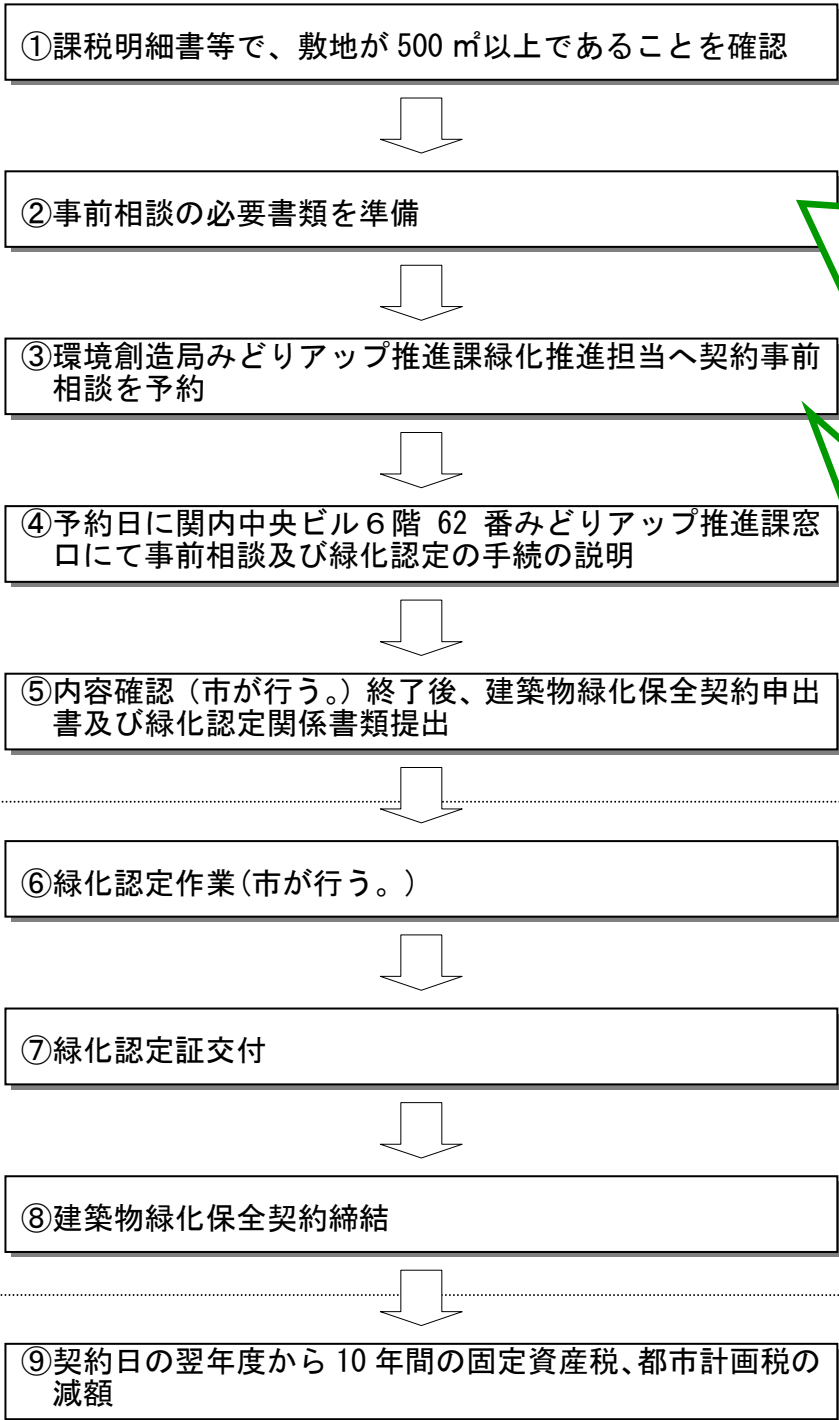 ①課税明細書等で、敷地が 500 ㎡以上であることを確認
②事前相談の必要書類を準備
③環境創造局みどりアップ推進課緑化推進担当へ契約事前
相談を予約
④予約日に関内中央ビル６階 62 番みどりアップ推進課窓
口にて事前相談及び緑化認定の手続の説明
⑤内容確認（市が行う。）終了後、建築物緑化保全契約申出
書及び緑化認定関係書類提出
⑥緑化認定作業(市が行う。)
⑦緑化認定証交付
⑧建築物緑化保全契約締結
⑨契約日の翌年度から 10 年間の固定資産税、都市計画税の
減額